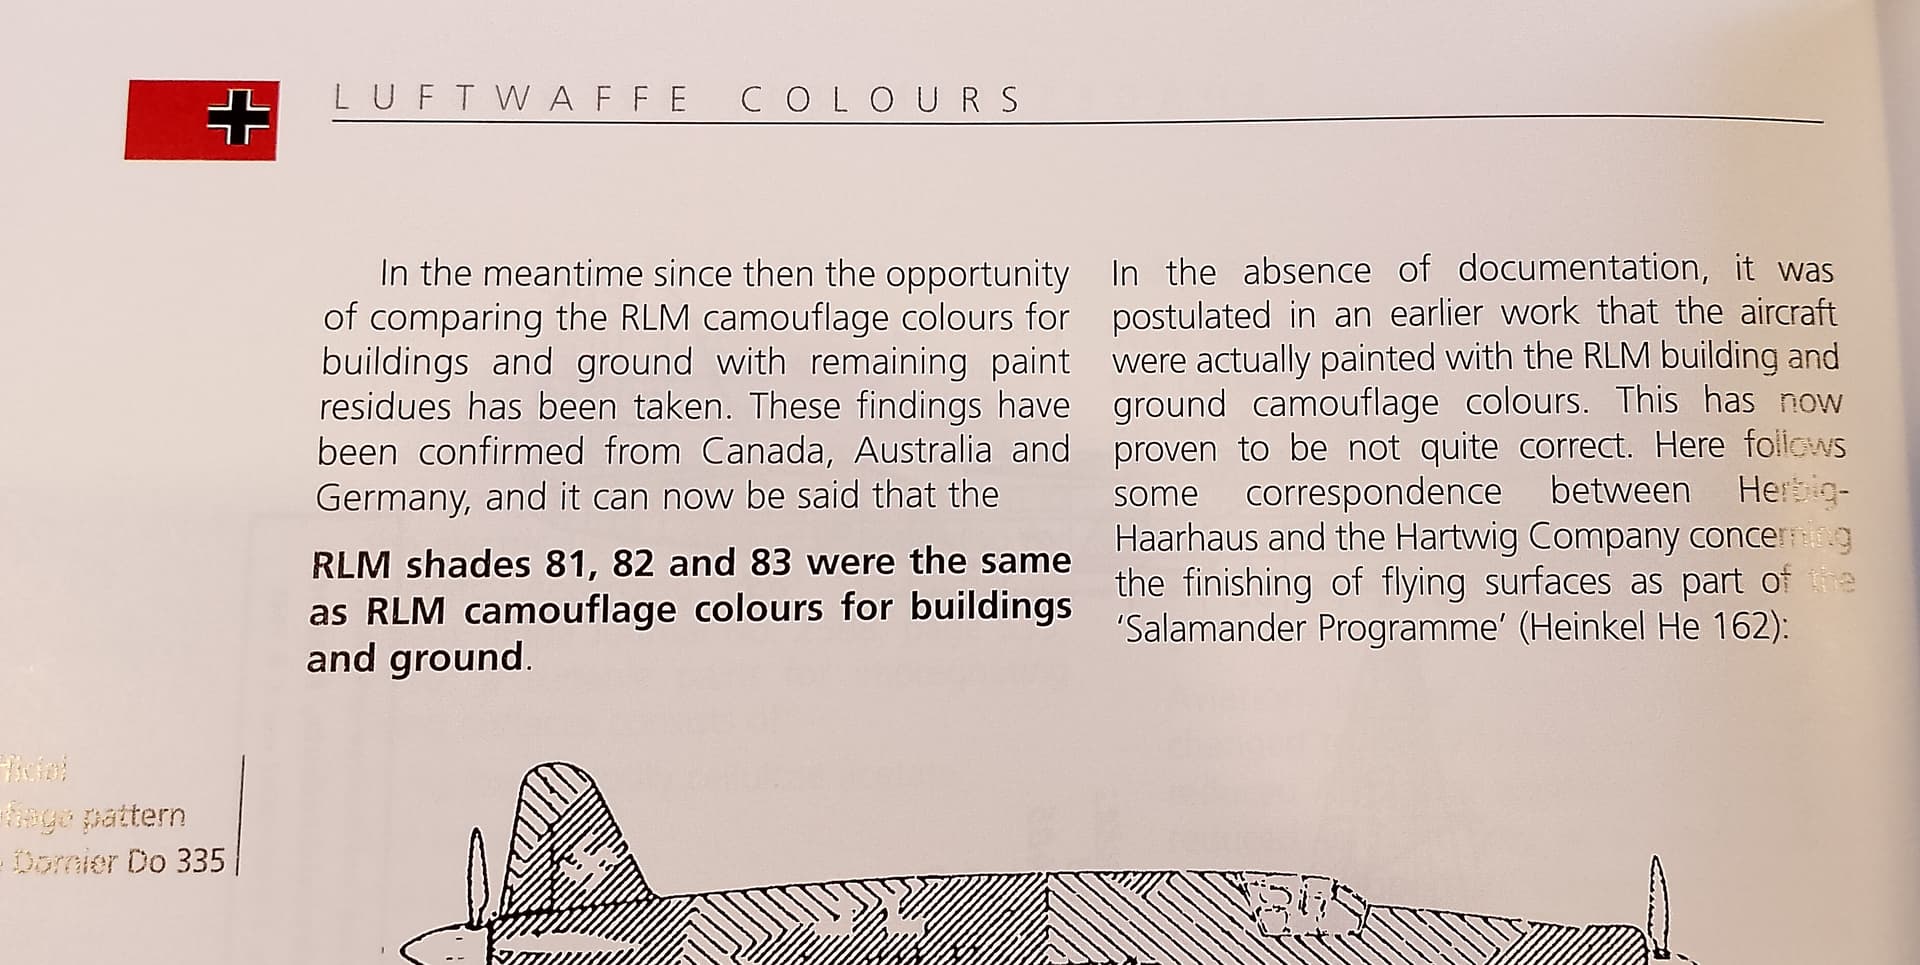 LUFTWAFFE COLOURS
In the meantime since then the opportunity
of comparing the RLM camouflage colours for
buildings and ground with remaining paint
residues has been taken. These findings have
been confirmed from Canada, Australia and
Germany, and it can now be said that the
RLM shades 81, 82 and 83 were the same
as RLM camouflage colours for buildings
and ground.
In the absence of documentation, it was
postulated in an earlier work that the aircraft
were actually painted with the RLM building and
ground camouflage colours. This has now
proven to be not quite correct. Here follows
some correspondence between Herbig-
Haarhaus and the Hartwig Company concerning
the finishing of flying surfaces as part of the
'Salamander Programme' (Heinkel He 162):
pattern
Dornier Do 335